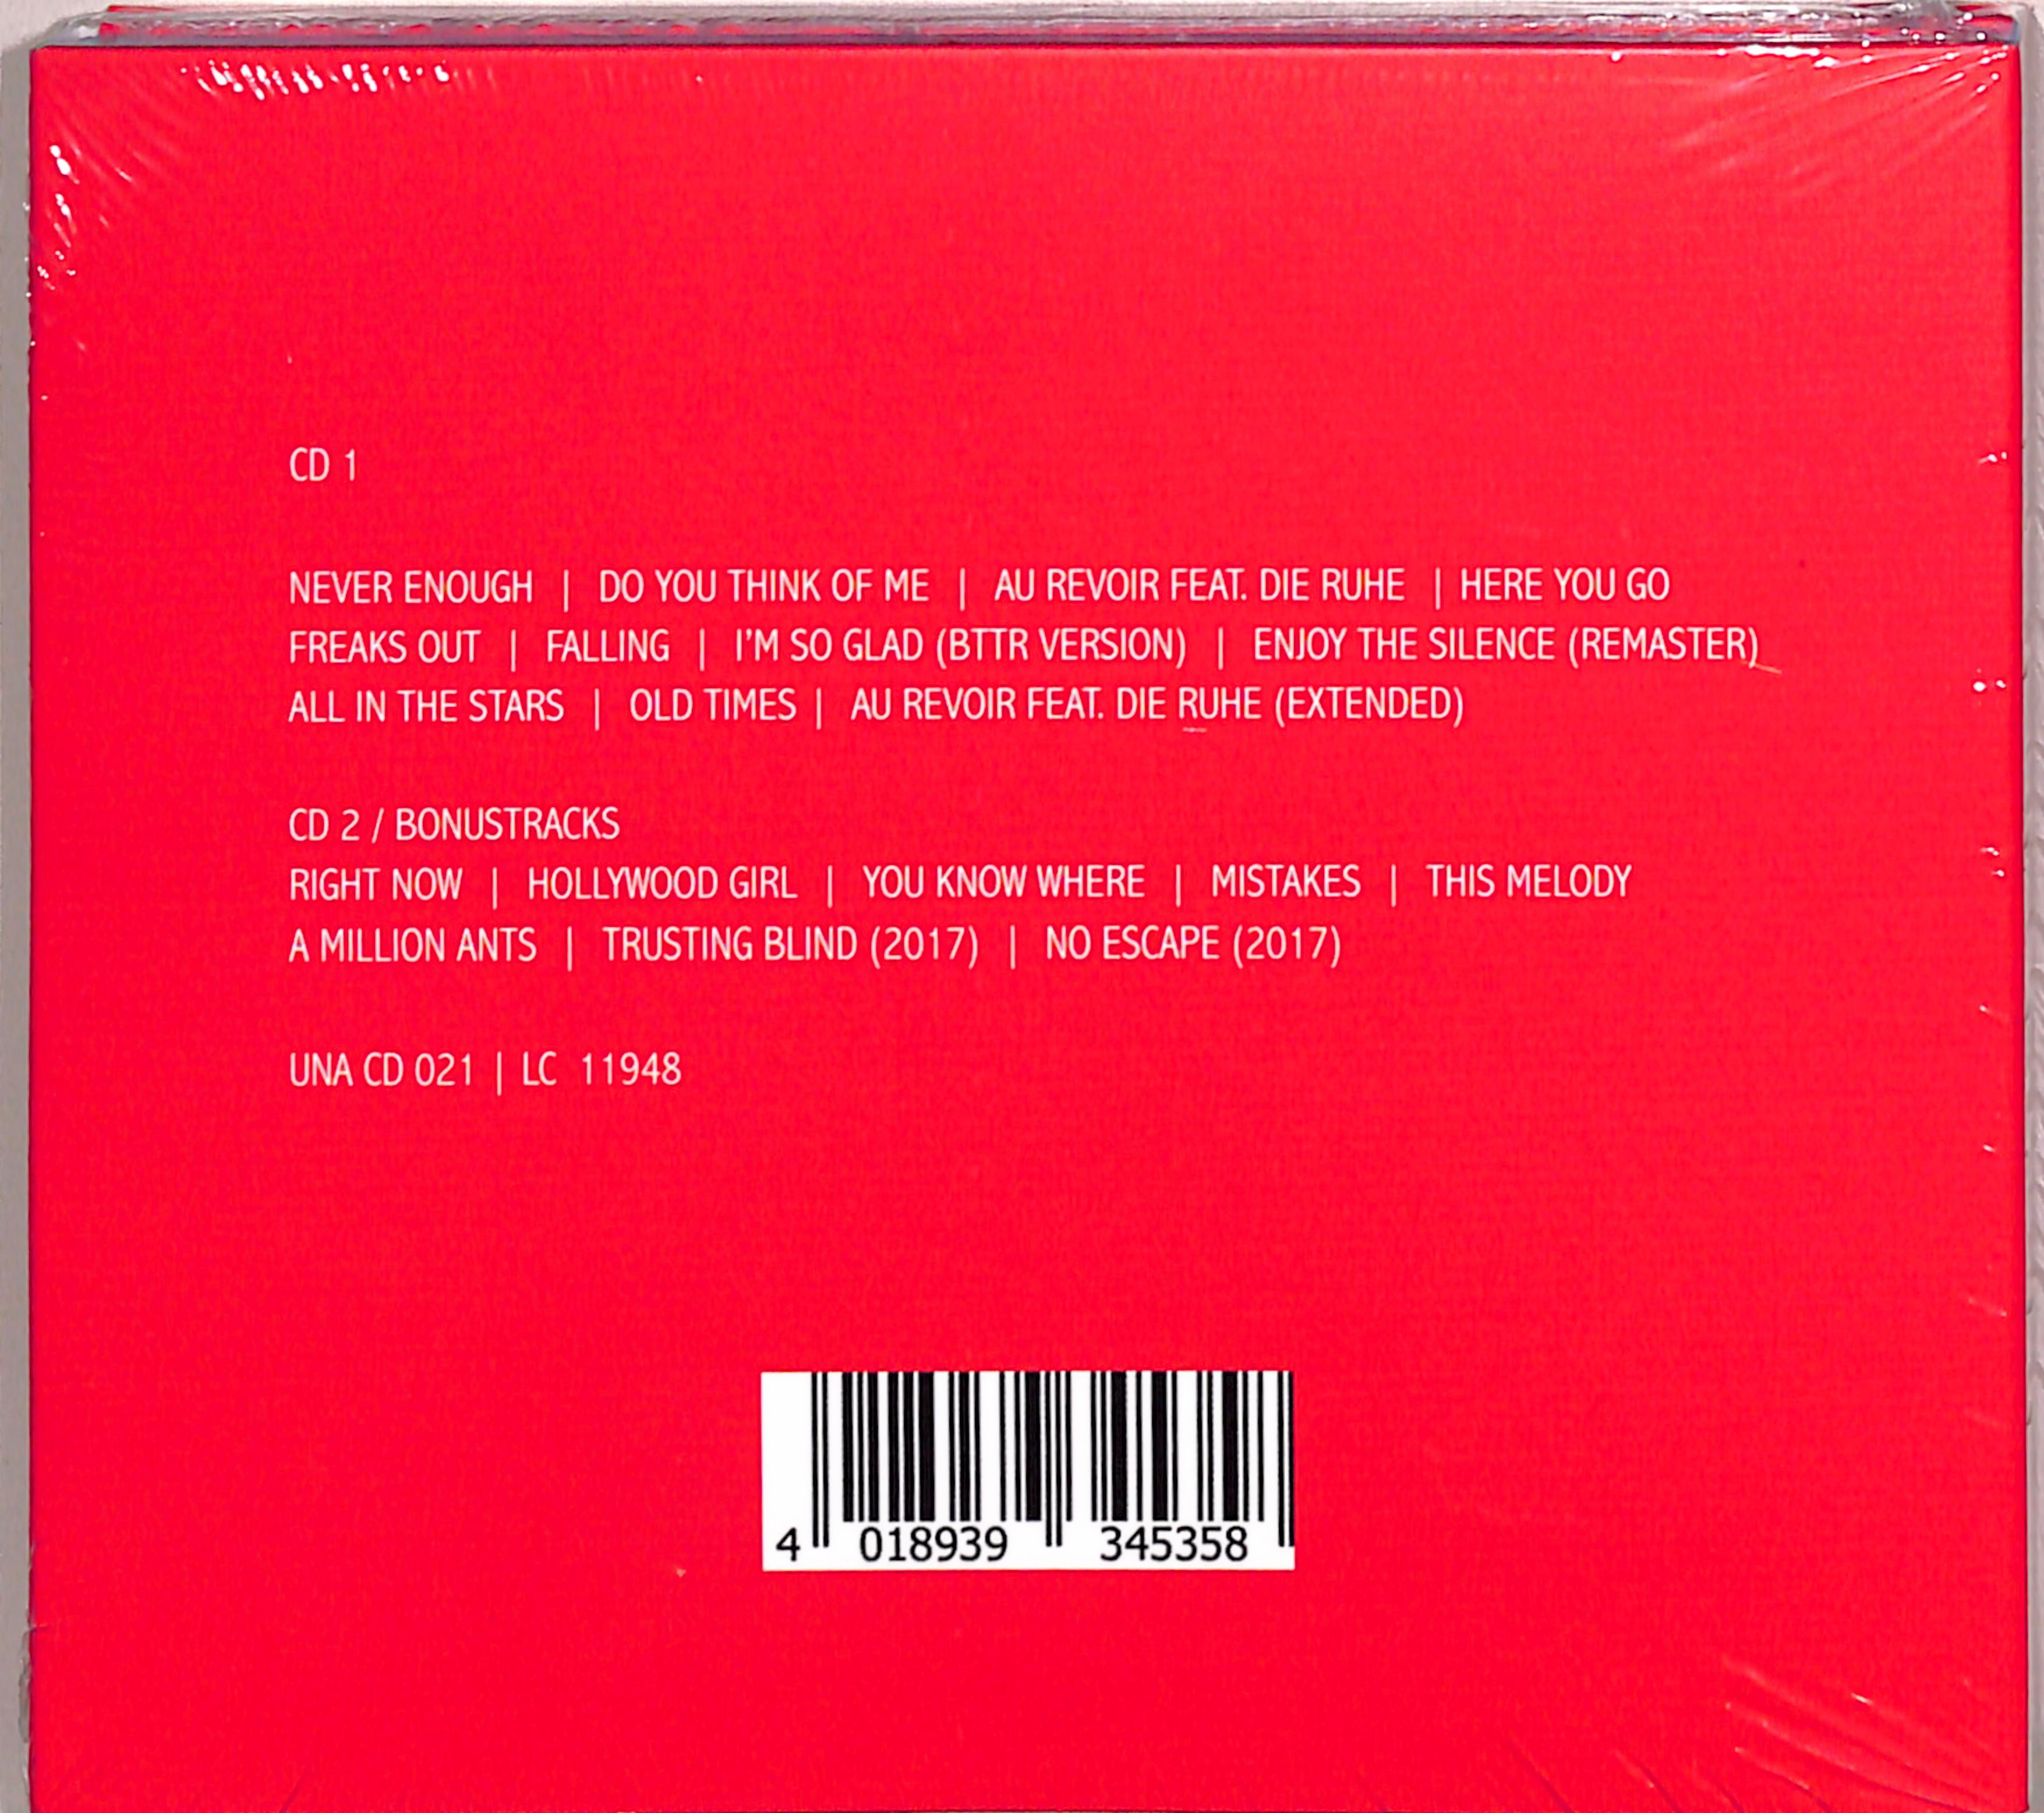 CD 1
NEVER ENOUGH | DO YOU THINK OF ME | AU REVOIR FEAT. DIE RUHE | HERE YOU GO
FREAKS OUT | FALLING | I'M SO GLAD (BTTR VERSION) | ENJOY THE SILENCE (REMASTER)
ALL IN THE STARS | OLD TIMES | AU REVOIR FEAT. DIE RUHE (EXTENDED)
CD 2 / BONUSTRACKS
RIGHT NOW | HOLLYWOOD GIRL | YOU KNOW WHERE | MISTAKES | THIS MELODY
A MILLION ANTS | TRUSTING BLIND (2017) | NO ESCAPE (2017)
UNA CD 021 | LC 11948
4 018939 345358